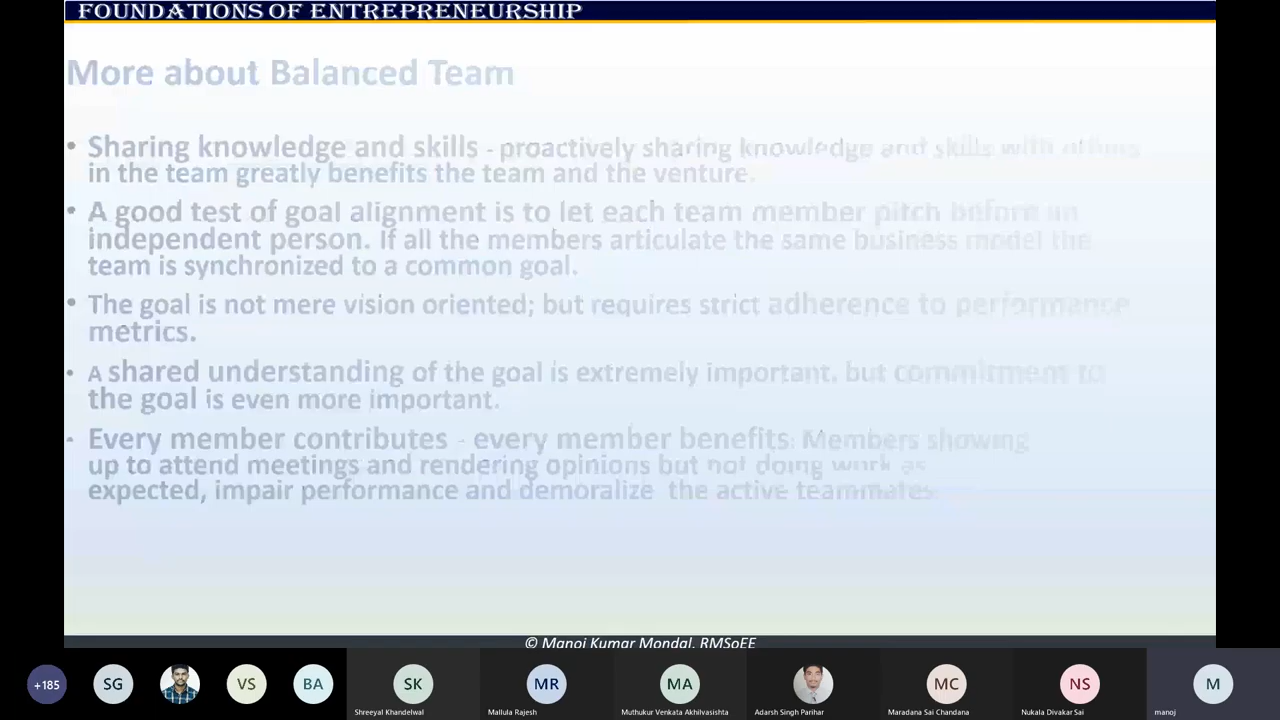 FOUNDATIONS OF ENTREPRENEURSHIP
More about Balanced Team
• Sharing knowledge and skills - proactively sharing knowledge and skills with others
in the team greatly benefits the team and the venture.
• A good test of goal alignment is to let each team member pitch before an
independent person. If all the members articulate the same business model the
team is synchronized to a common goal.
• The goal is not mere vision oriented; but requires strict adherence to performance
metrics.
• A shared understanding of the goal is extremely important, but commitment to
the goal is even more important.
• Every member contributes - every member benefits: Members showing
up to attend meetings and rendering opinions but not doing work as
expected, impair performance and demoralize the active teammates
© Manoj Kumar Mondal, RMSoEE
+185 SG VS BA SK MR MA MC NS M
Shreeyal Khandelwal Mallula Rajesh Muthukur Venkata Akhilvasishta Adarsh Singh Parihar Maradana Sai Chandana Nukala Divakar Sai manoj